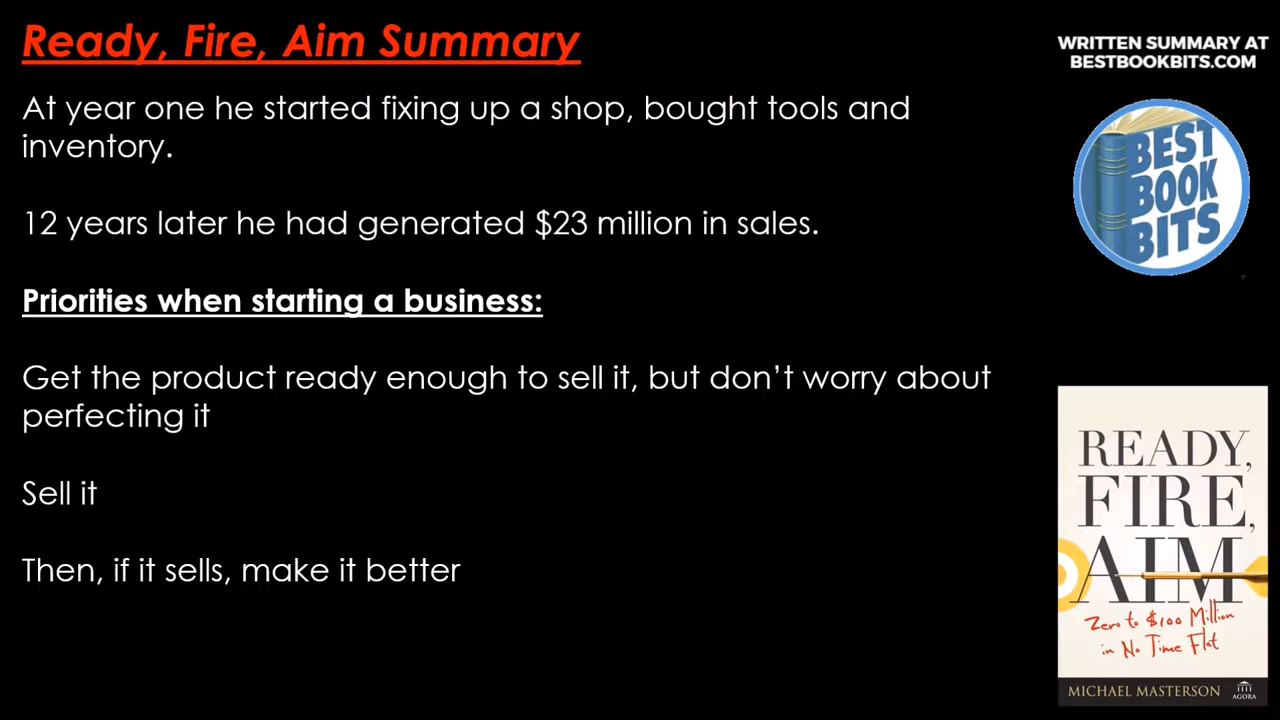 Ready, Fire, Aim Summary
At year one he started fixing up a shop, bought tools and
inventory.
12 years later he had generated $23 million in sales.
Priorities when starting a business:
Get the product ready enough to sell it, but don’t worry about
perfecting it
Sell it
Then, if it sells, make it better
WRITTEN SUMMARY AT
BESTBOOKBITS.COM
BEST
BOOK
BITS
READY,
FIRE,
AIM
Zero to $100 Million
in No Time Flat
MICHAEL MASTERSON
AGORA